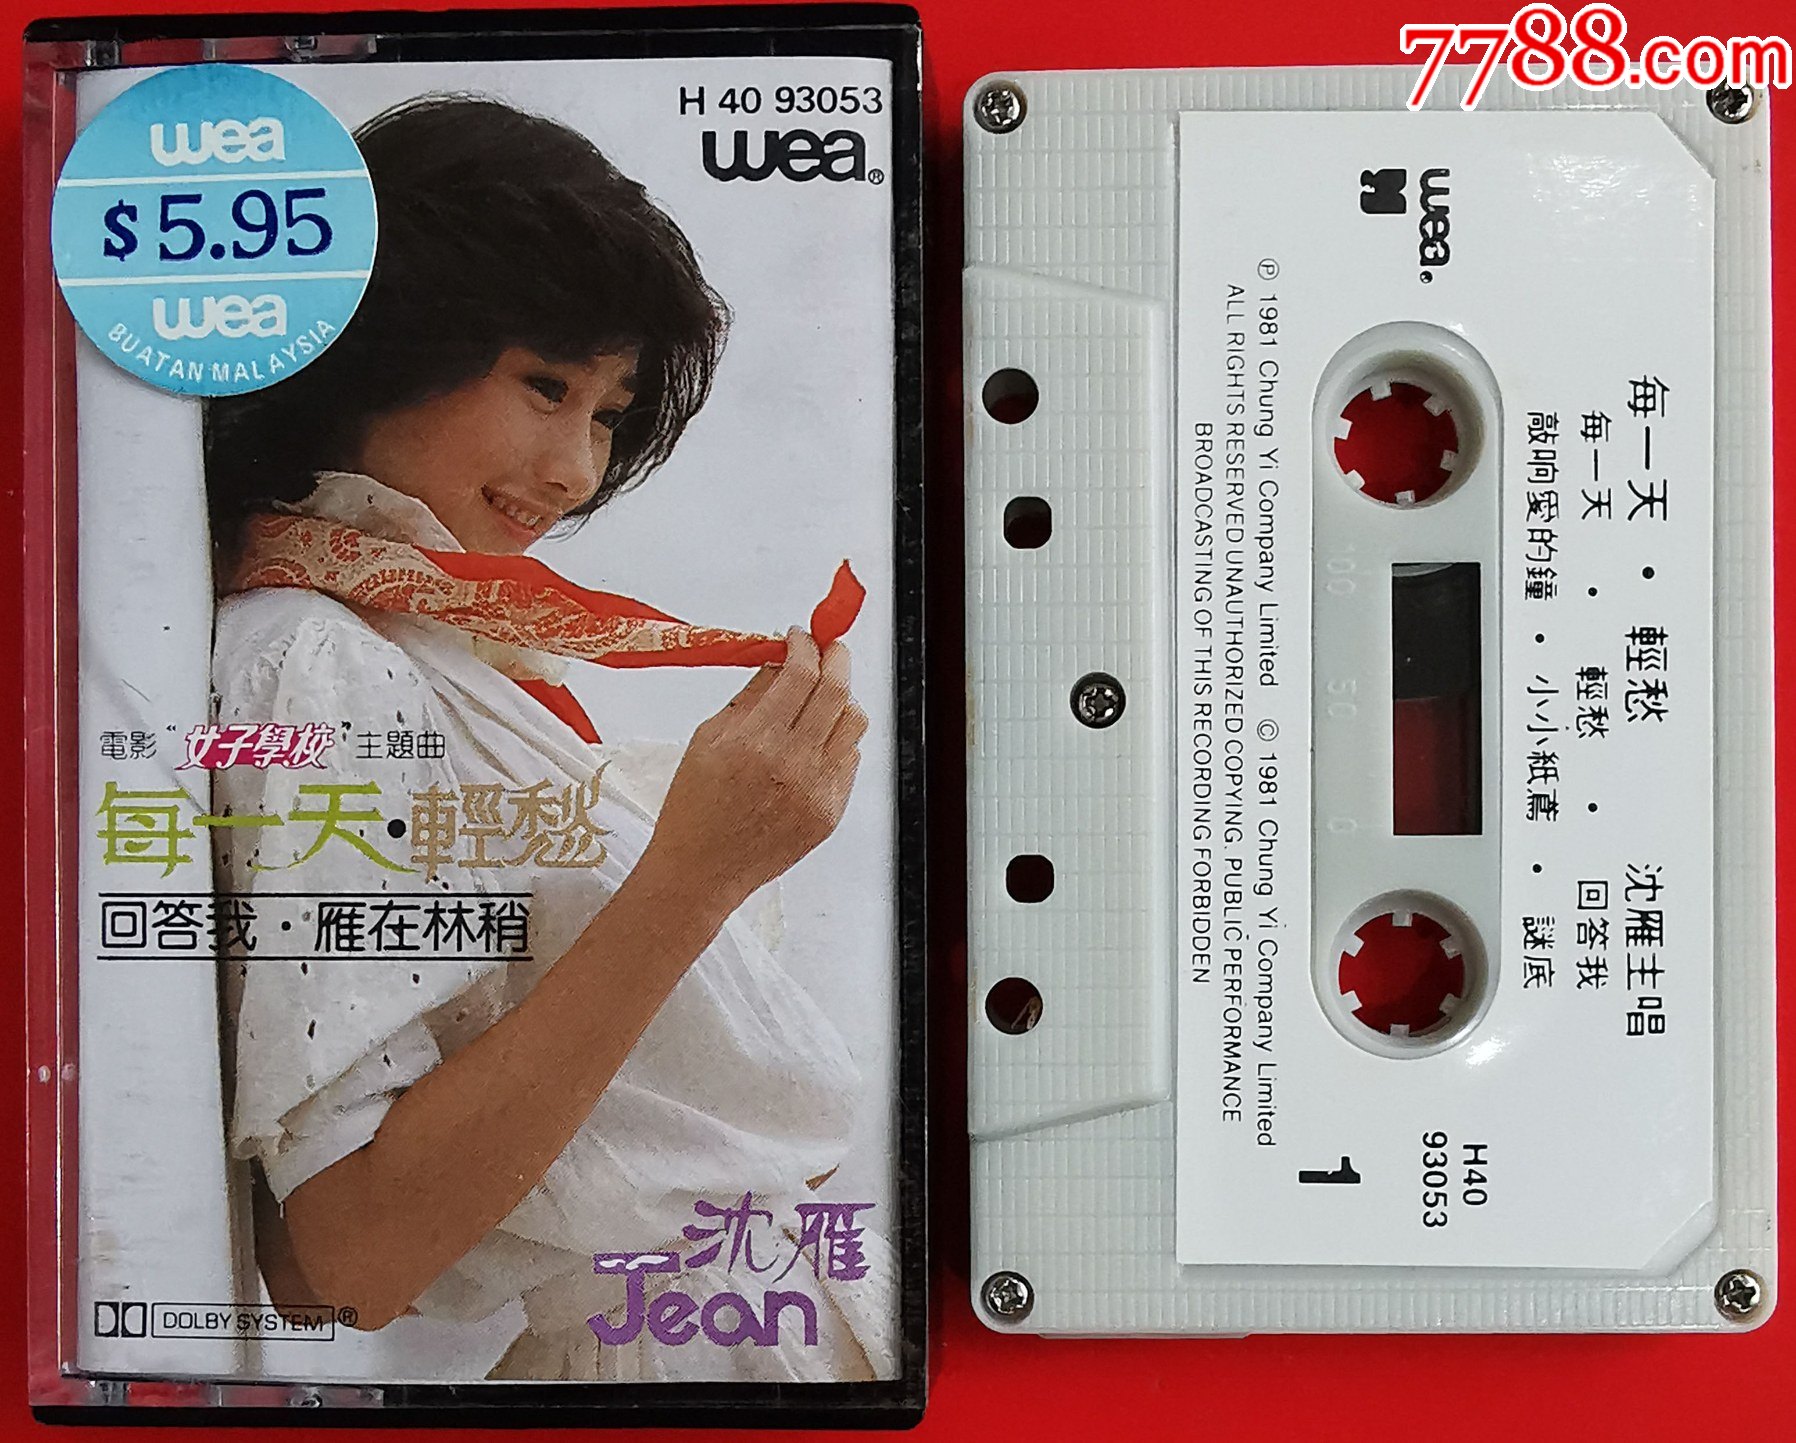 7788.com
wea
$5.95
wea
BUATAN MALAYSIA
H 40 93053
wea®
電影"女子學校"主題曲
每一天·輕愁
回答我·雁在林稍
沈雁
Jean
DOLBY SYSTEM®
wea®
每一天·輕愁 沈雁主唱
每一天·輕愁·回答我
敲响愛的鐘·小小紙鳶·謎底
100 50 0
H40
93053
1
Ⓟ 1981 Chung Yi Company Limited © 1981 Chung Yi Company Limited
ALL RIGHTS RESERVED UNAUTHORIZED COPYING, PUBLIC PERFORMANCE
BROADCASTING OF THIS RECORDING FORBIDDEN